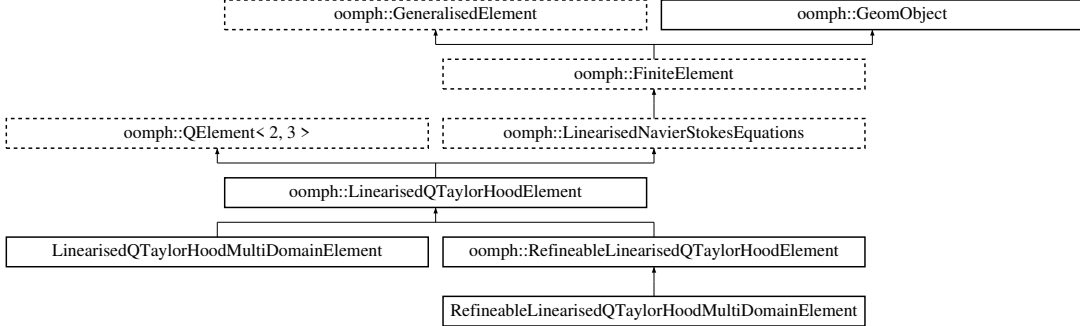 oomph::GeneralisedElement
oomph::GeomObject
oomph::FiniteElement
oomph::QElement< 2, 3 >
oomph::LinearisedNavierStokesEquations
oomph::LinearisedQTaylorHoodElement
LinearisedQTaylorHoodMultiDomainElement
oomph::RefineableLinearisedQTaylorHoodElement
RefineableLinearisedQTaylorHoodMultiDomainElement